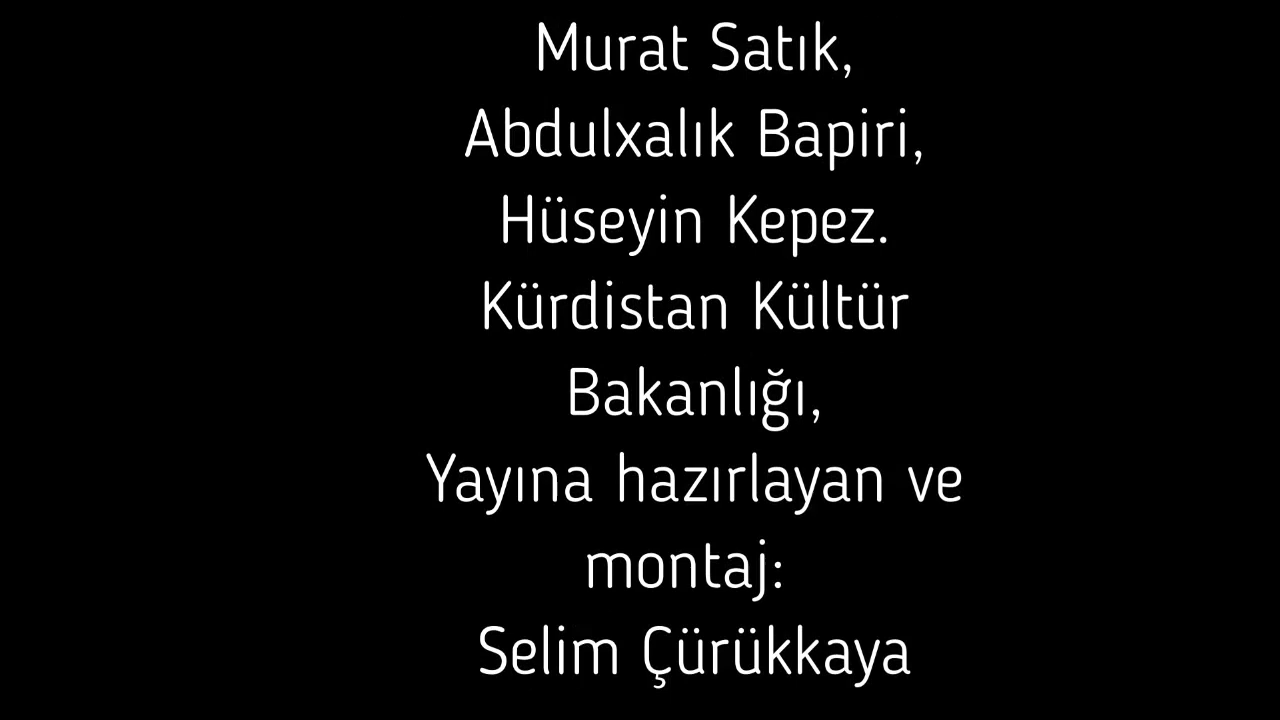 Murat Satık,
Abdulxalık Bapiri,
Hüseyin Kepez.
Kürdistan Kültür
Bakanlığı,
Yayına hazırlayan ve
montaj:
Selim Çürükkaya